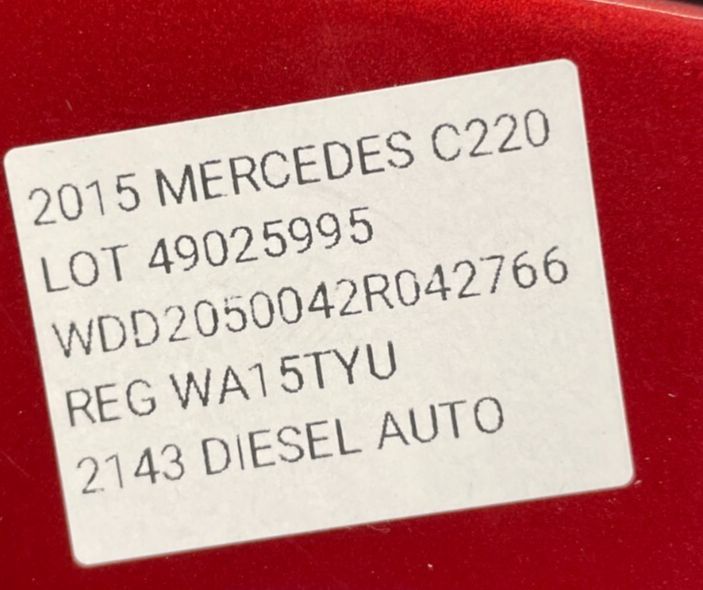 2015 MERCEDES C220
LOT 49025995
WDD2050042R042766
REG WA15TYU
2143 DIESEL AUTO